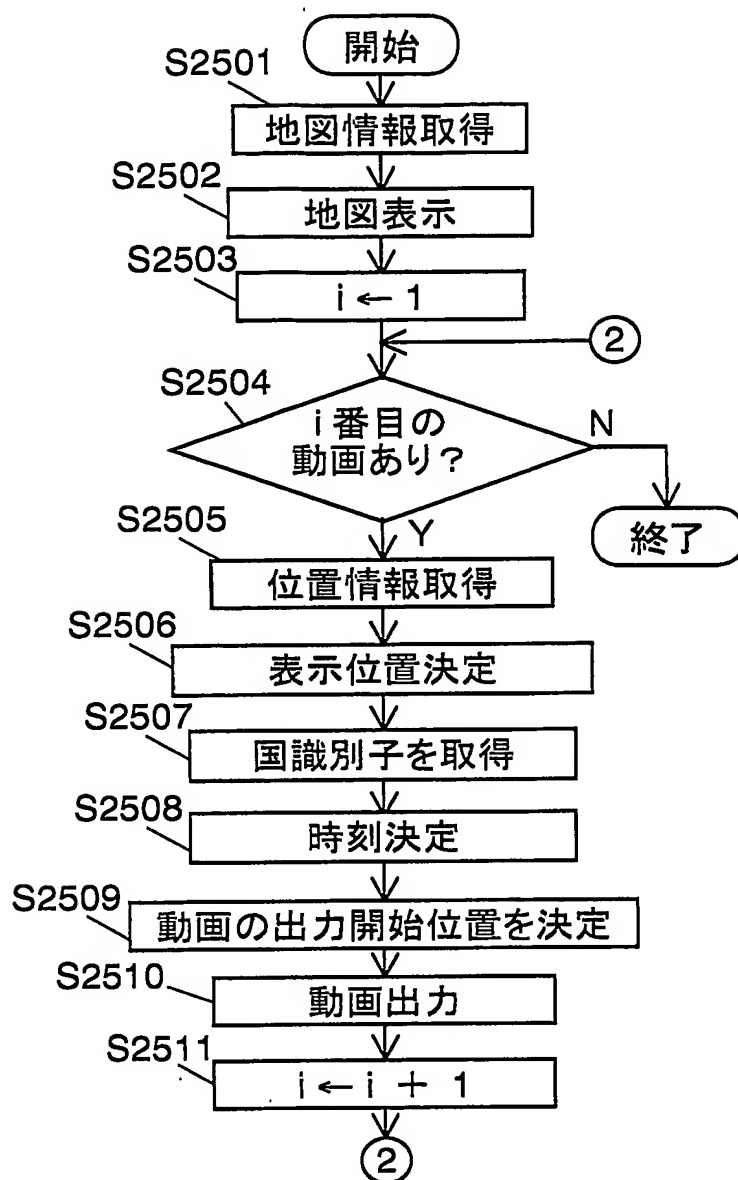 開始
S2501
地図情報取得
S2502
地図表示
S2503
i ← 1
2
S2504
i番目の
動画あり?
N
終了
Y
S2505
位置情報取得
S2506
表示位置決定
S2507
国識別子を取得
S2508
時刻決定
S2509
動画の出力開始位置を決定
S2510
動画出力
S2511
i ← i + 1
2